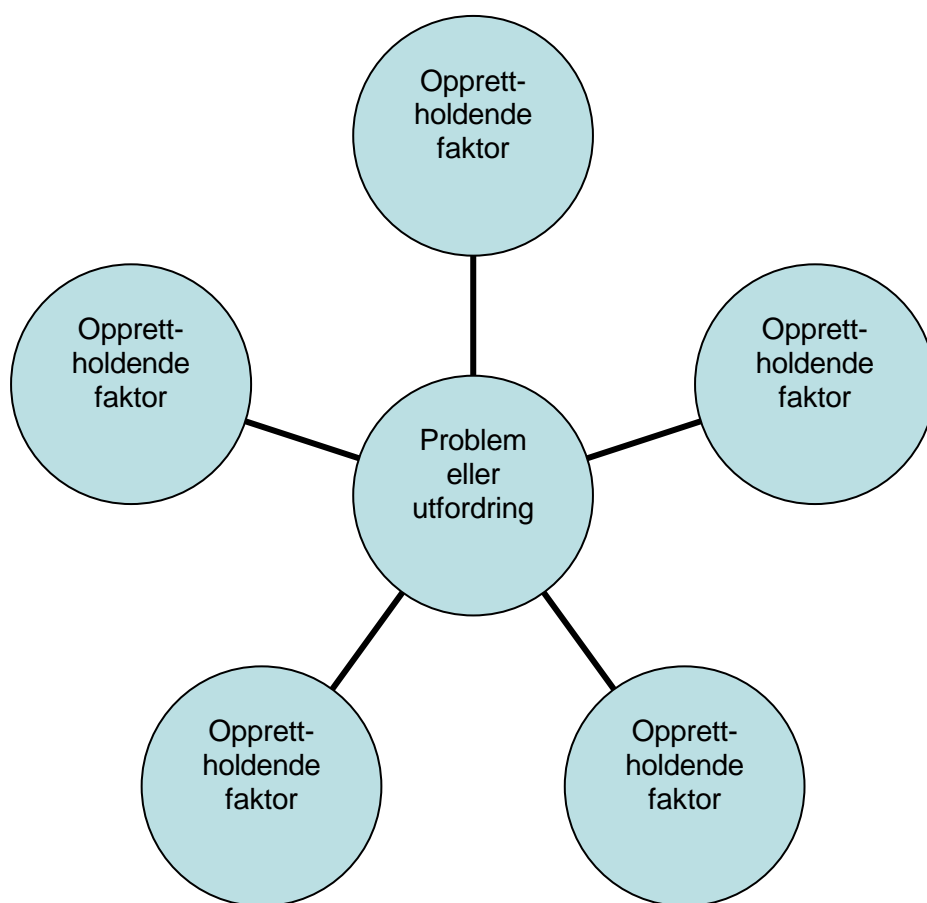 Opprett-
holdende
faktor
Opprett-
holdende
faktor
Opprett-
holdende
faktor
Problem
eller
utfordring
Opprett-
holdende
faktor
Opprett-
holdende
faktor